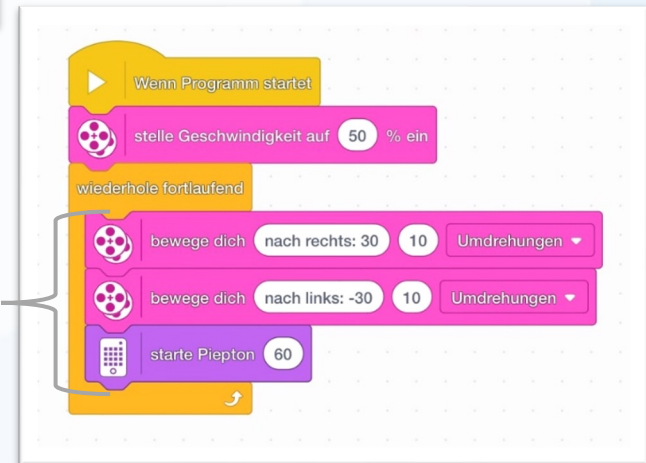 Wenn Programm startet
stelle Geschwindigkeit auf 50 % ein
wiederhole fortlaufend
bewege dich nach rechts: 30 10 Umdrehungen
bewege dich nach links: -30 10 Umdrehungen
starte Piepton 60